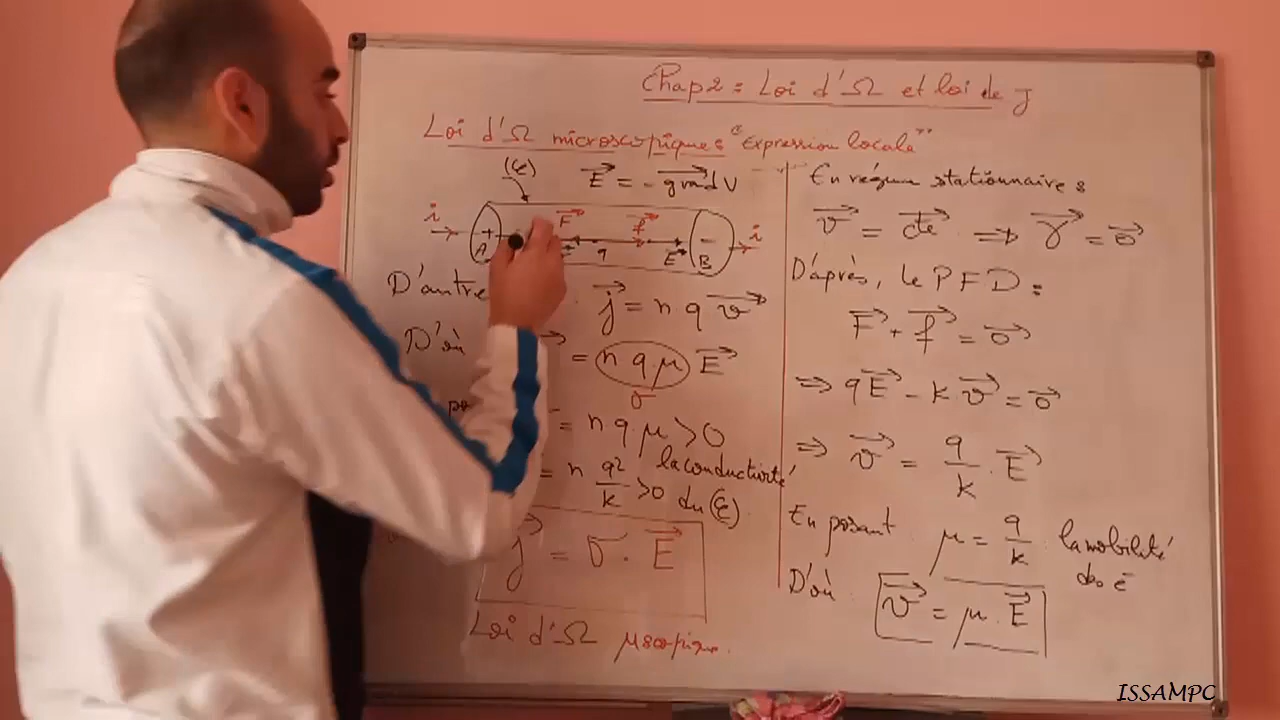 Chap2 : Loi d'Ω et loi de J
Loi d'Ω microscopique : "Expression locale"
(C) E⃗ = - grad⃗ V
i + A F⃗ q f⃗ E⃗ - B i
D'autre j⃗ = n q v⃗
D'où = n q μ E⃗
σ
= n q μ > 0
= n q²/k > 0 la conductivité
du (C)
j⃗ = σ . E⃗
Loi d'Ω μscopique.
En régime stationnaire :
v⃗ = cte⃗ ⟹ γ⃗ = 0⃗
D'après, le PFD :
F⃗ + f⃗ = 0⃗
⟹ qE⃗ - k v⃗ = 0⃗
⟹ v⃗ = q/k . E⃗
En posant μ = q/k la mobilité
des e⁻
D'où v⃗ = μ . E⃗
ISSAMPC